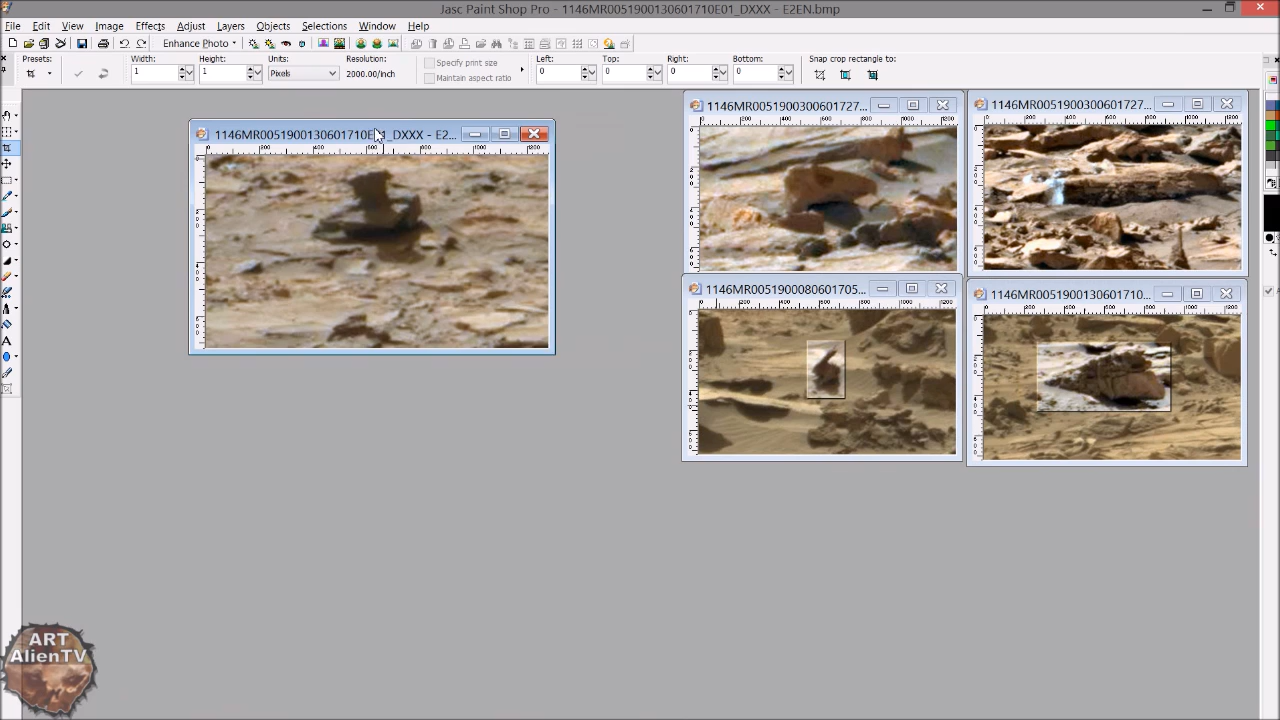 Jasc Paint Shop Pro - 1146MR0051900130601710E01_DXXX - E2EN.bmp
File Edit View Image Effects Adjust Layers Objects Selections Window Help
Enhance Photo
Presets: Width: Height: Units: Resolution: Specify print size Left: Top: Right: Bottom: Snap crop rectangle to:
1 1 Pixels 2000.00/inch Maintain aspect ratio 0 0 0 0
1146MR0051900130601710E _DXXX - E2...
1146MR0051900300601727...
1146MR0051900300601727...
1146MR0051900080601705...
1146MR0051900130601710...
ART
AlienTV